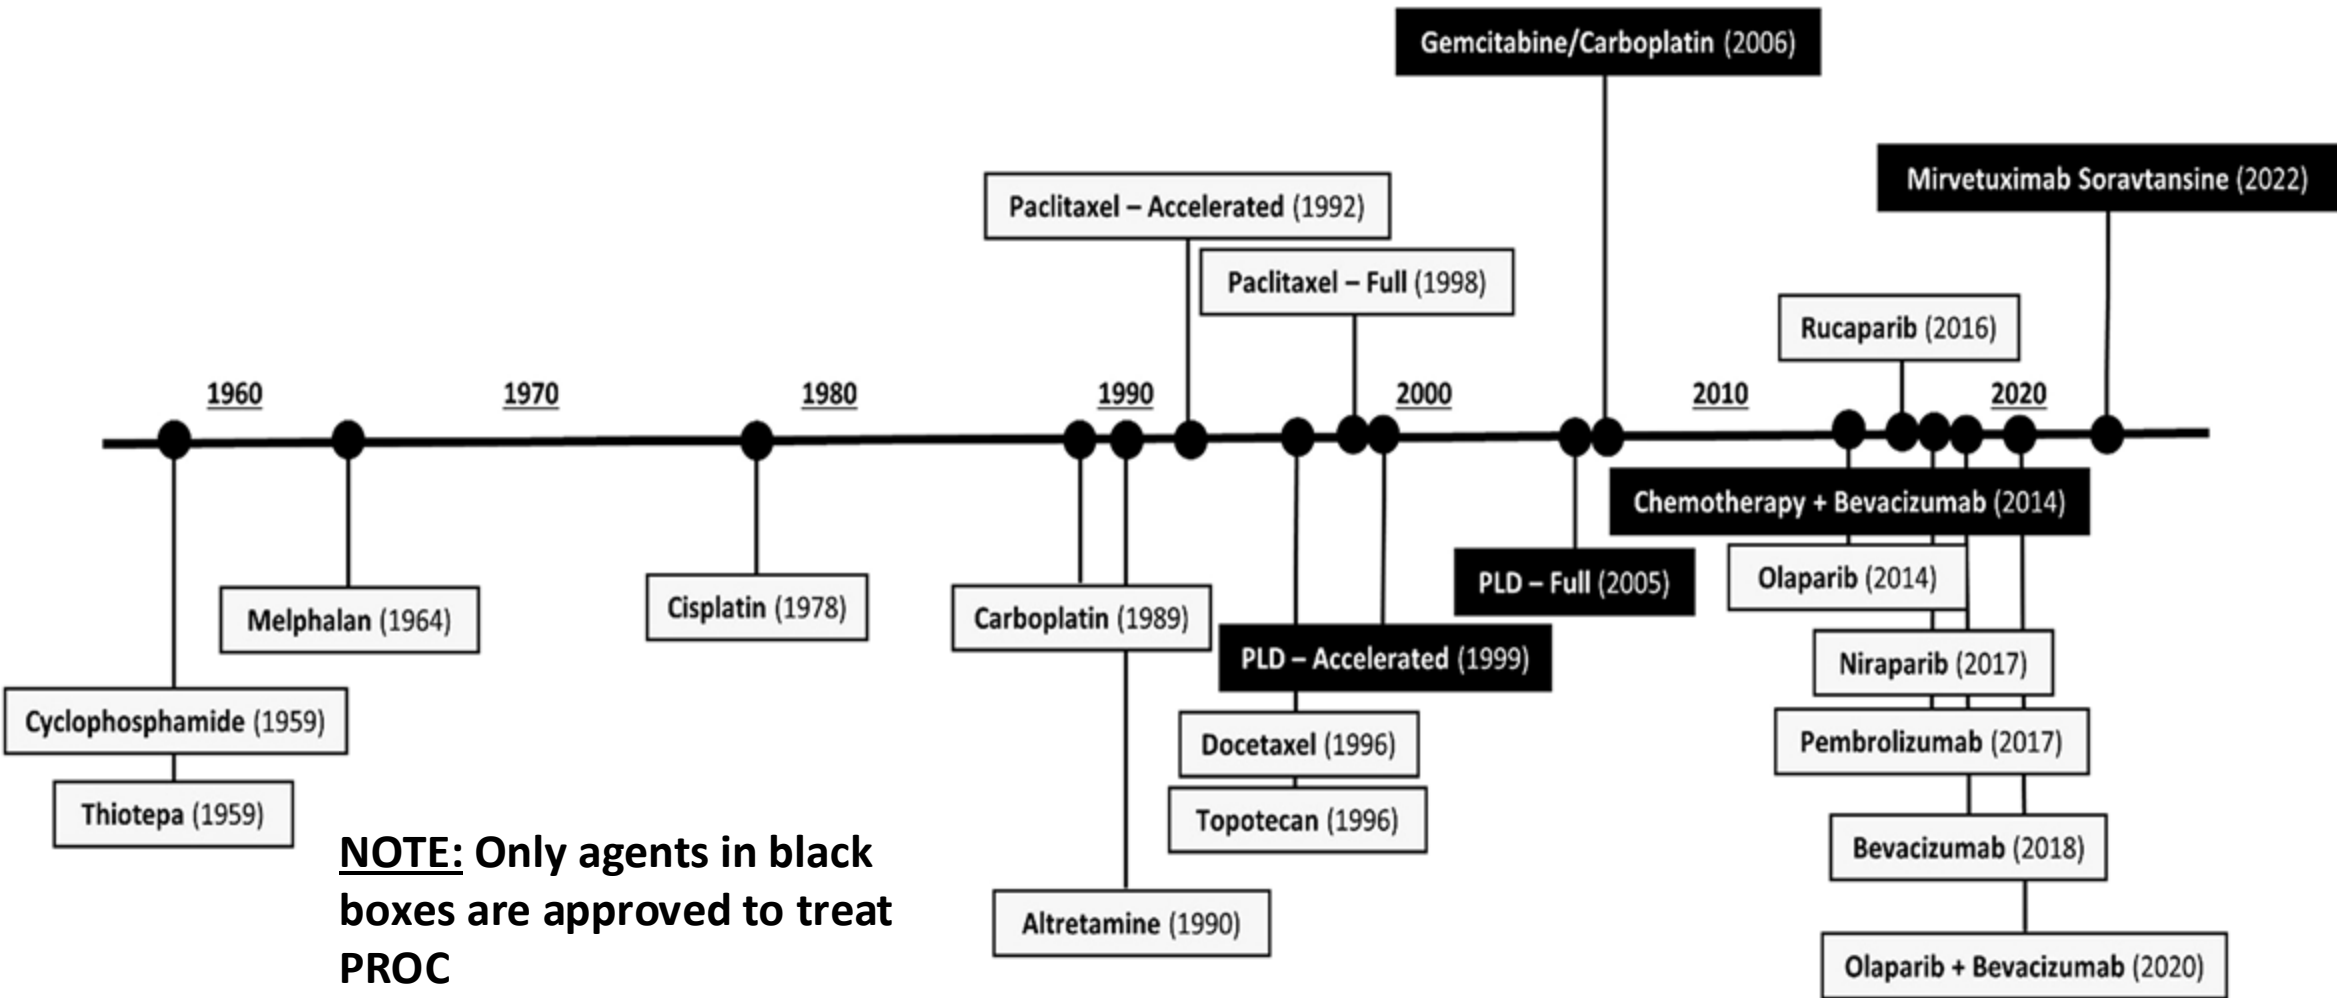 Gemcitabine/Carboplatin (2006)
Mirvetuximab Soravtansine (2022)
Paclitaxel – Accelerated (1992)
Paclitaxel – Full (1998)
Rucaparib (2016)
1960 1970 1980 1990 2000 2010 2020
Chemotherapy + Bevacizumab (2014)
PLD – Full (2005)
Olaparib (2014)
Melphalan (1964)
Cisplatin (1978)
Carboplatin (1989)
PLD – Accelerated (1999)
Niraparib (2017)
Cyclophosphamide (1959)
Docetaxel (1996)
Pembrolizumab (2017)
Thiotepa (1959)
Topotecan (1996)
Bevacizumab (2018)
NOTE: Only agents in black
boxes are approved to treat
PROC
Altretamine (1990)
Olaparib + Bevacizumab (2020)